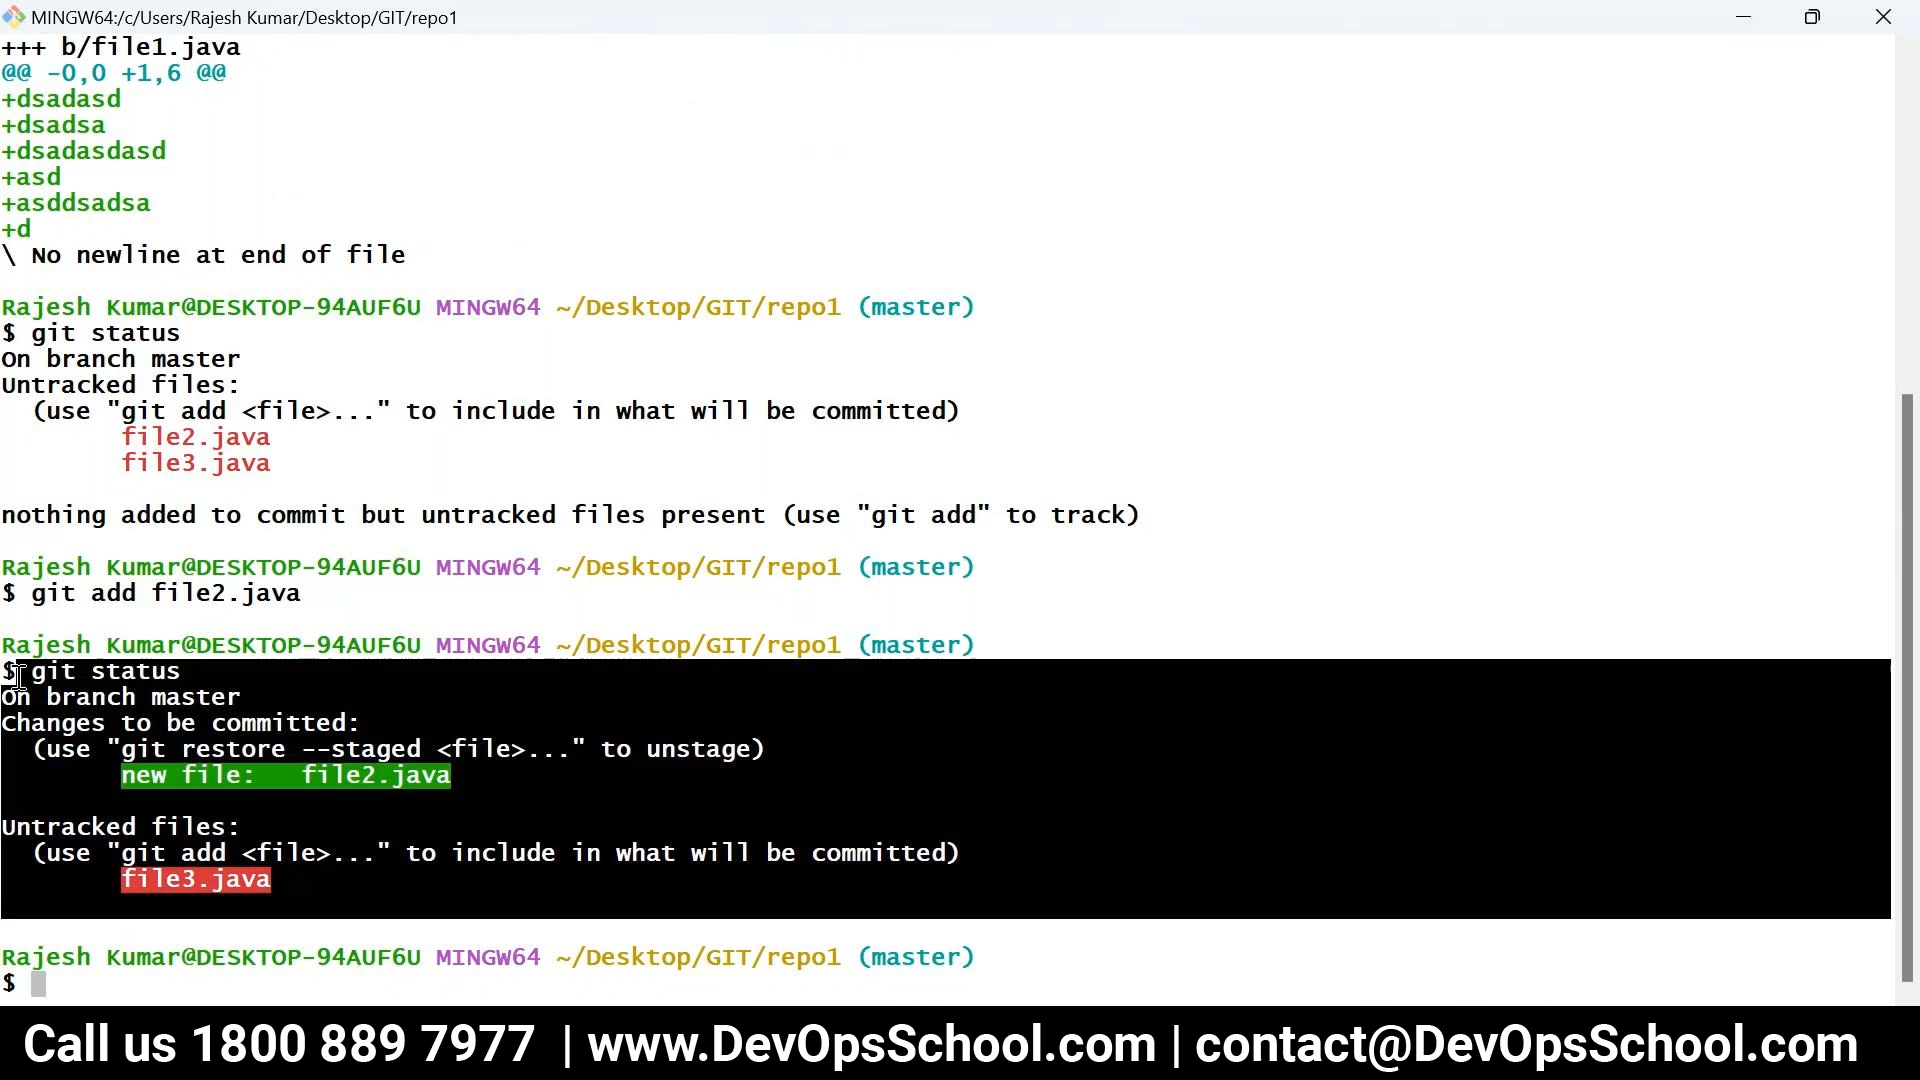 MINGW64:/c/Users/Rajesh Kumar/Desktop/GIT/repo1
+++ b/file1.java
@@ -0,0 +1,6 @@
+dsadasd
+dsadsa
+dsadasdasd
+asd
+asddsadsa
+d
\ No newline at end of file
Rajesh Kumar@DESKTOP-94AUF6U MINGW64 ~/Desktop/GIT/repo1 (master)
$ git status
On branch master
Untracked files:
  (use "git add <file>..." to include in what will be committed)
        file2.java
        file3.java
nothing added to commit but untracked files present (use "git add" to track)
Rajesh Kumar@DESKTOP-94AUF6U MINGW64 ~/Desktop/GIT/repo1 (master)
$ git add file2.java
Rajesh Kumar@DESKTOP-94AUF6U MINGW64 ~/Desktop/GIT/repo1 (master)
$ git status
On branch master
Changes to be committed:
  (use "git restore --staged <file>..." to unstage)
        new file:   file2.java
Untracked files:
  (use "git add <file>..." to include in what will be committed)
        file3.java
Rajesh Kumar@DESKTOP-94AUF6U MINGW64 ~/Desktop/GIT/repo1 (master)
$
Call us 1800 889 7977 | www.DevOpsSchool.com | contact@DevOpsSchool.com